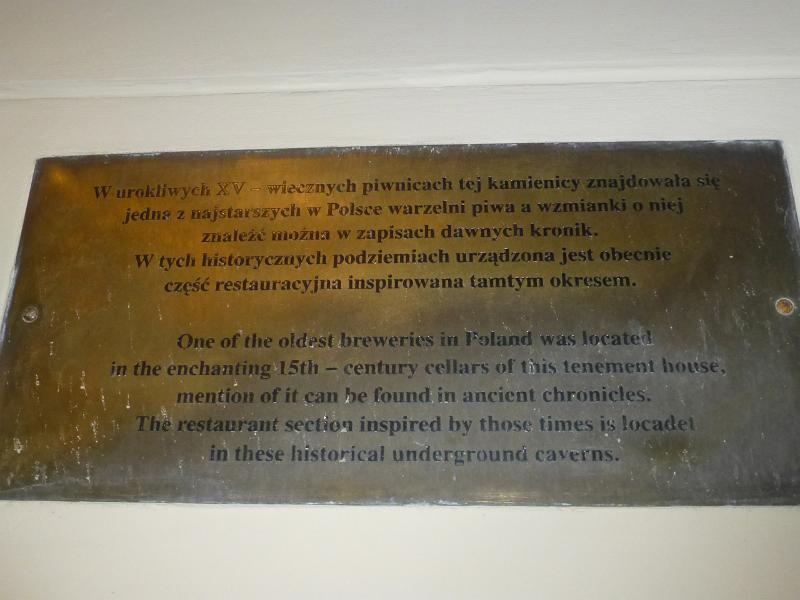 W urokliwych XV – wiecznych piwnicach tej kamienicy znajdowała się
jedna z najstarszych w Polsce warzelni piwa a wzmianki o niej
znaleźć można w zapisach dawnych kronik.
W tych historycznych podziemiach urządzona jest obecnie
część restauracyjna inspirowana tamtym okresem.
One of the oldest breweries in Poland was located
in the enchanting 15th – century cellars of this tenement house,
mention of it can be found in ancient chronicles.
The restaurant section inspired by those times is locadet
in these historical underground caverns.